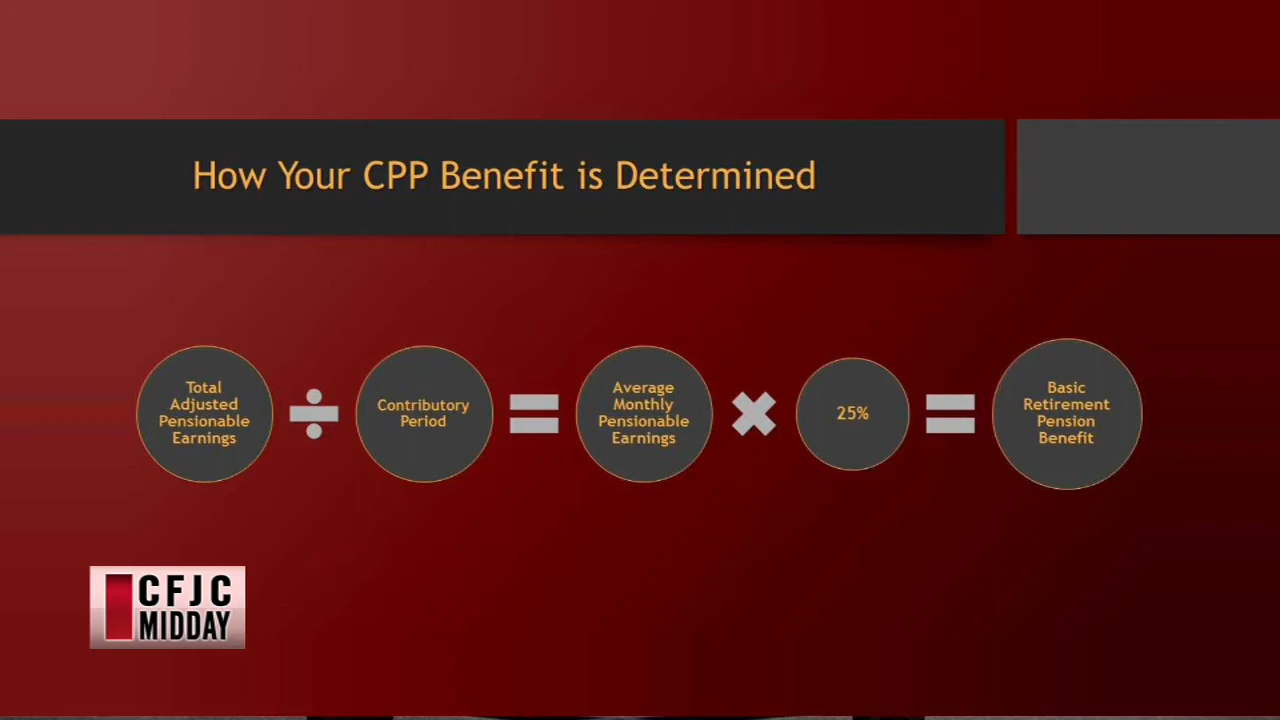 How Your CPP Benefit is Determined
Total
Adjusted
Pensionable
Earnings
÷
Contributory
Period
=
Average
Monthly
Pensionable
Earnings
×
25%
=
Basic
Retirement
Pension
Benefit
CFJC
MIDDAY